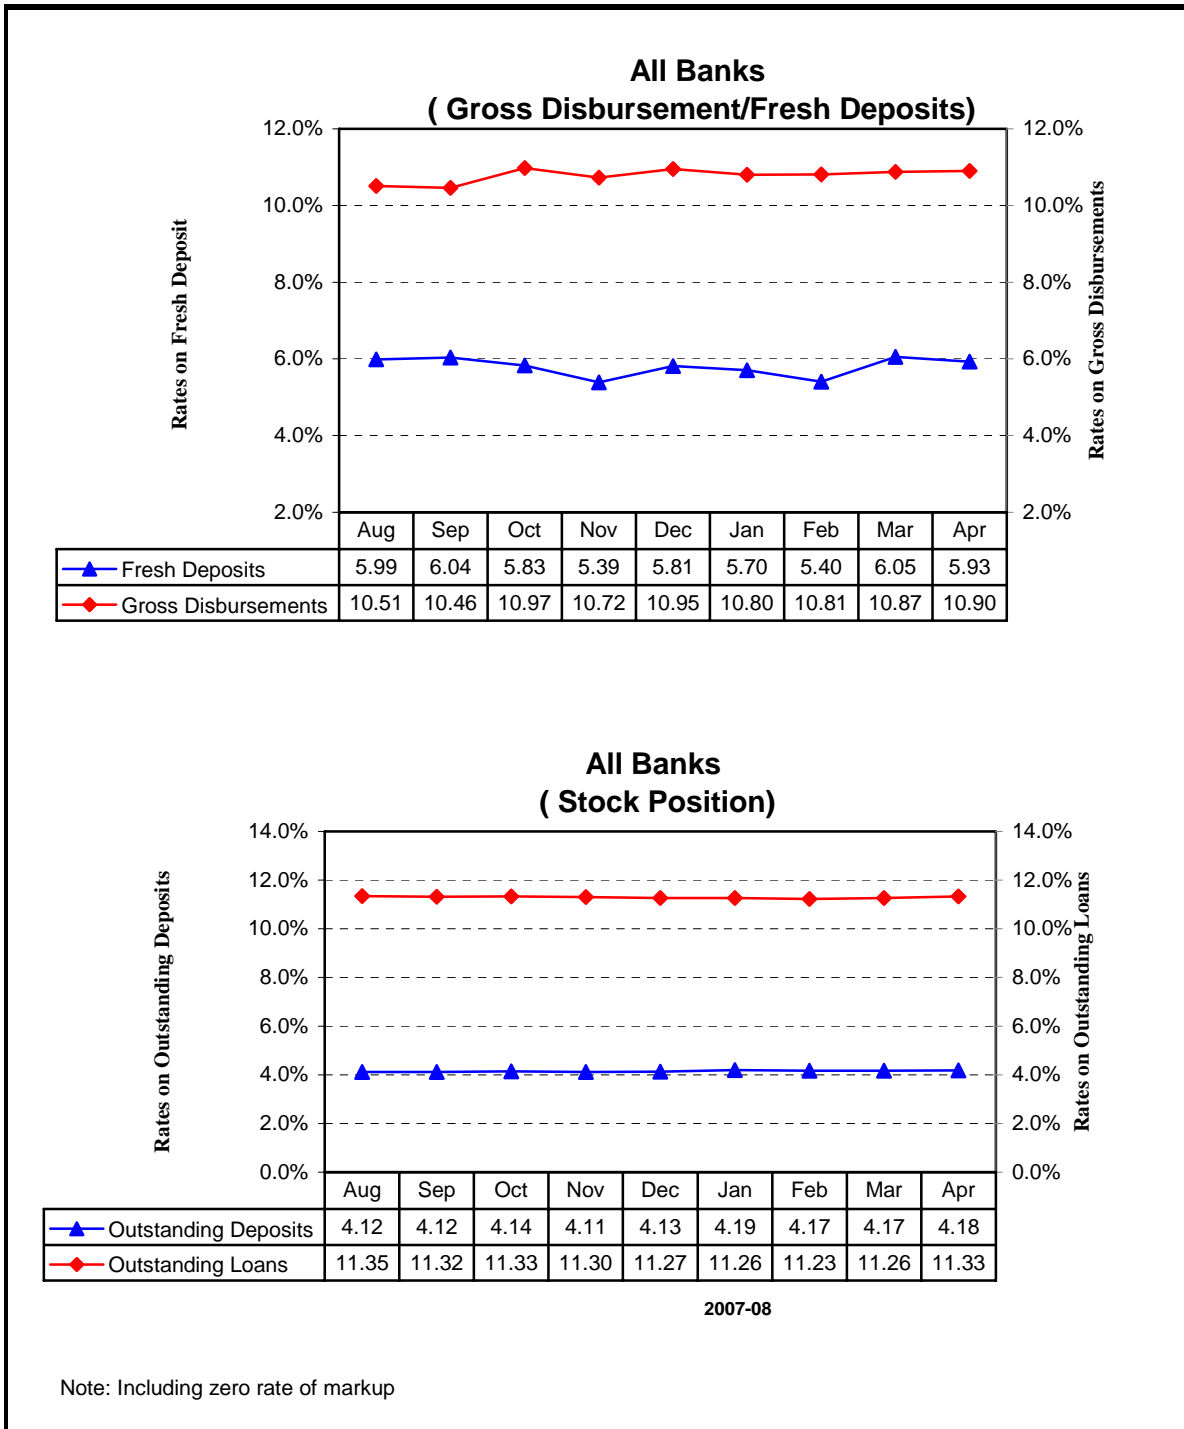 All Banks
( Gross Disbursement/Fresh Deposits)
12.0% 12.0%
10.0% 10.0%
8.0% 8.0%
6.0% 6.0%
4.0% 4.0%
2.0% 2.0%
Rates on Fresh Deposit
Rates on Gross Disbursements
Aug Sep Oct Nov Dec Jan Feb Mar Apr
Fresh Deposits 5.99 6.04 5.83 5.39 5.81 5.70 5.40 6.05 5.93
Gross Disbursements 10.51 10.46 10.97 10.72 10.95 10.80 10.81 10.87 10.90
All Banks
( Stock Position)
14.0% 14.0%
12.0% 12.0%
10.0% 10.0%
8.0% 8.0%
6.0% 6.0%
4.0% 4.0%
2.0% 2.0%
0.0% 0.0%
Rates on Outstanding Deposits
Rates on Outstanding Loans
Aug Sep Oct Nov Dec Jan Feb Mar Apr
Outstanding Deposits 4.12 4.12 4.14 4.11 4.13 4.19 4.17 4.17 4.18
Outstanding Loans 11.35 11.32 11.33 11.30 11.27 11.26 11.23 11.26 11.33
2007-08
Note: Including zero rate of markup